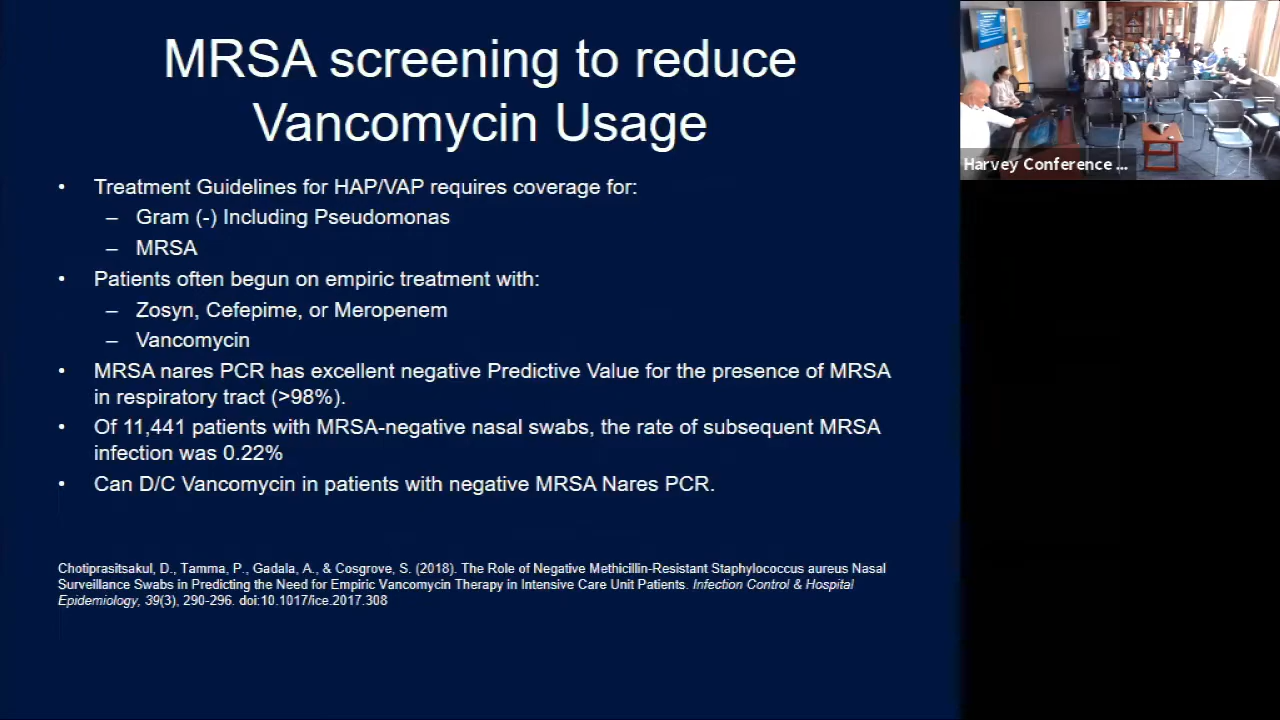 MRSA screening to reduce
Vancomycin Usage
• Treatment Guidelines for HAP/VAP requires coverage for:
– Gram (-) Including Pseudomonas
– MRSA
• Patients often begun on empiric treatment with:
– Zosyn, Cefepime, or Meropenem
– Vancomycin
• MRSA nares PCR has excellent negative Predictive Value for the presence of MRSA
in respiratory tract (>98%).
• Of 11,441 patients with MRSA-negative nasal swabs, the rate of subsequent MRSA
infection was 0.22%
• Can D/C Vancomycin in patients with negative MRSA Nares PCR.
Chotiprasitsakul, D., Tamma, P., Gadala, A., & Cosgrove, S. (2018). The Role of Negative Methicillin-Resistant Staphylococcus aureus Nasal
Surveillance Swabs in Predicting the Need for Empiric Vancomycin Therapy in Intensive Care Unit Patients. Infection Control & Hospital
Epidemiology, 39(3), 290-296. doi:10.1017/ice.2017.308
Harvey Conference ...